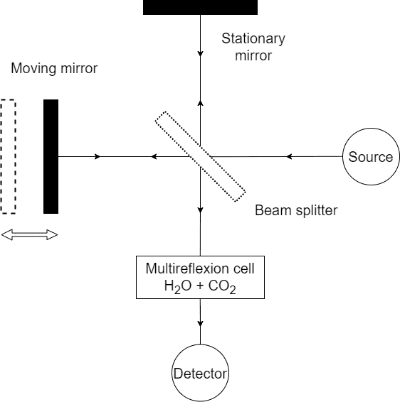 Stationary
mirror
Moving mirror
Source
Beam splitter
Multireflexion cell
H₂O + CO₂
Detector